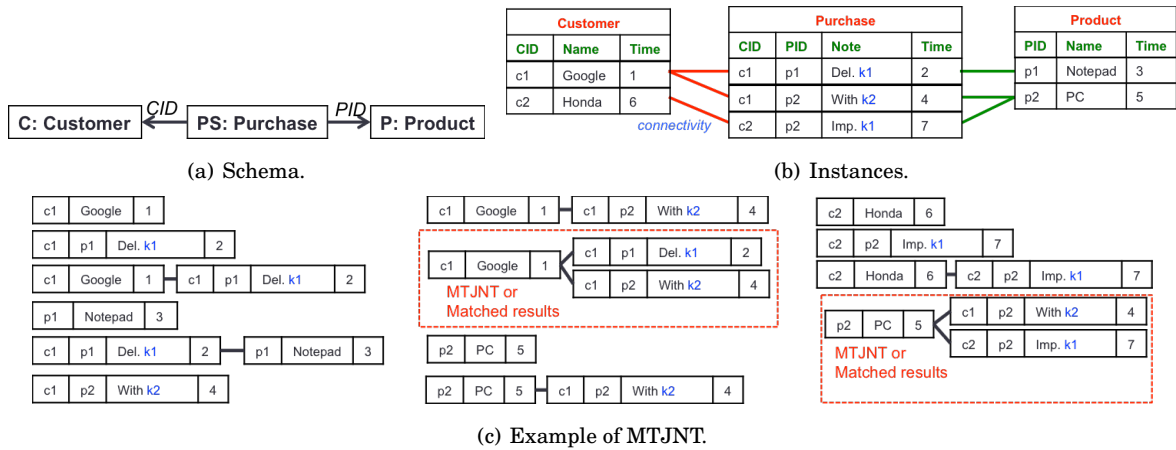 C: Customer CID PS: Purchase PID P: Product
(a) Schema.
Customer
CID Name Time
c1 Google 1
c2 Honda 6
connectivity
Purchase
CID PID Note Time
c1 p1 Del. k1 2
c1 p2 With k2 4
c2 p2 Imp. k1 7
Product
PID Name Time
p1 Notepad 3
p2 PC 5
(b) Instances.
c1 Google 1
c1 p1 Del. k1 2
c1 Google 1 c1 p1 Del. k1 2
p1 Notepad 3
c1 p1 Del. k1 2 p1 Notepad 3
c1 p2 With k2 4
c1 Google 1 c1 p2 With k2 4
c1 p1 Del. k1 2
c1 Google 1
c1 p2 With k2 4
MTJNT or
Matched results
p2 PC 5
p2 PC 5 c1 p2 With k2 4
c2 Honda 6
c2 p2 Imp. k1 7
c2 Honda 6 c2 p2 Imp. k1 7
c1 p2 With k2 4
p2 PC 5
c2 p2 Imp. k1 7
MTJNT or
Matched results
(c) Example of MTJNT.